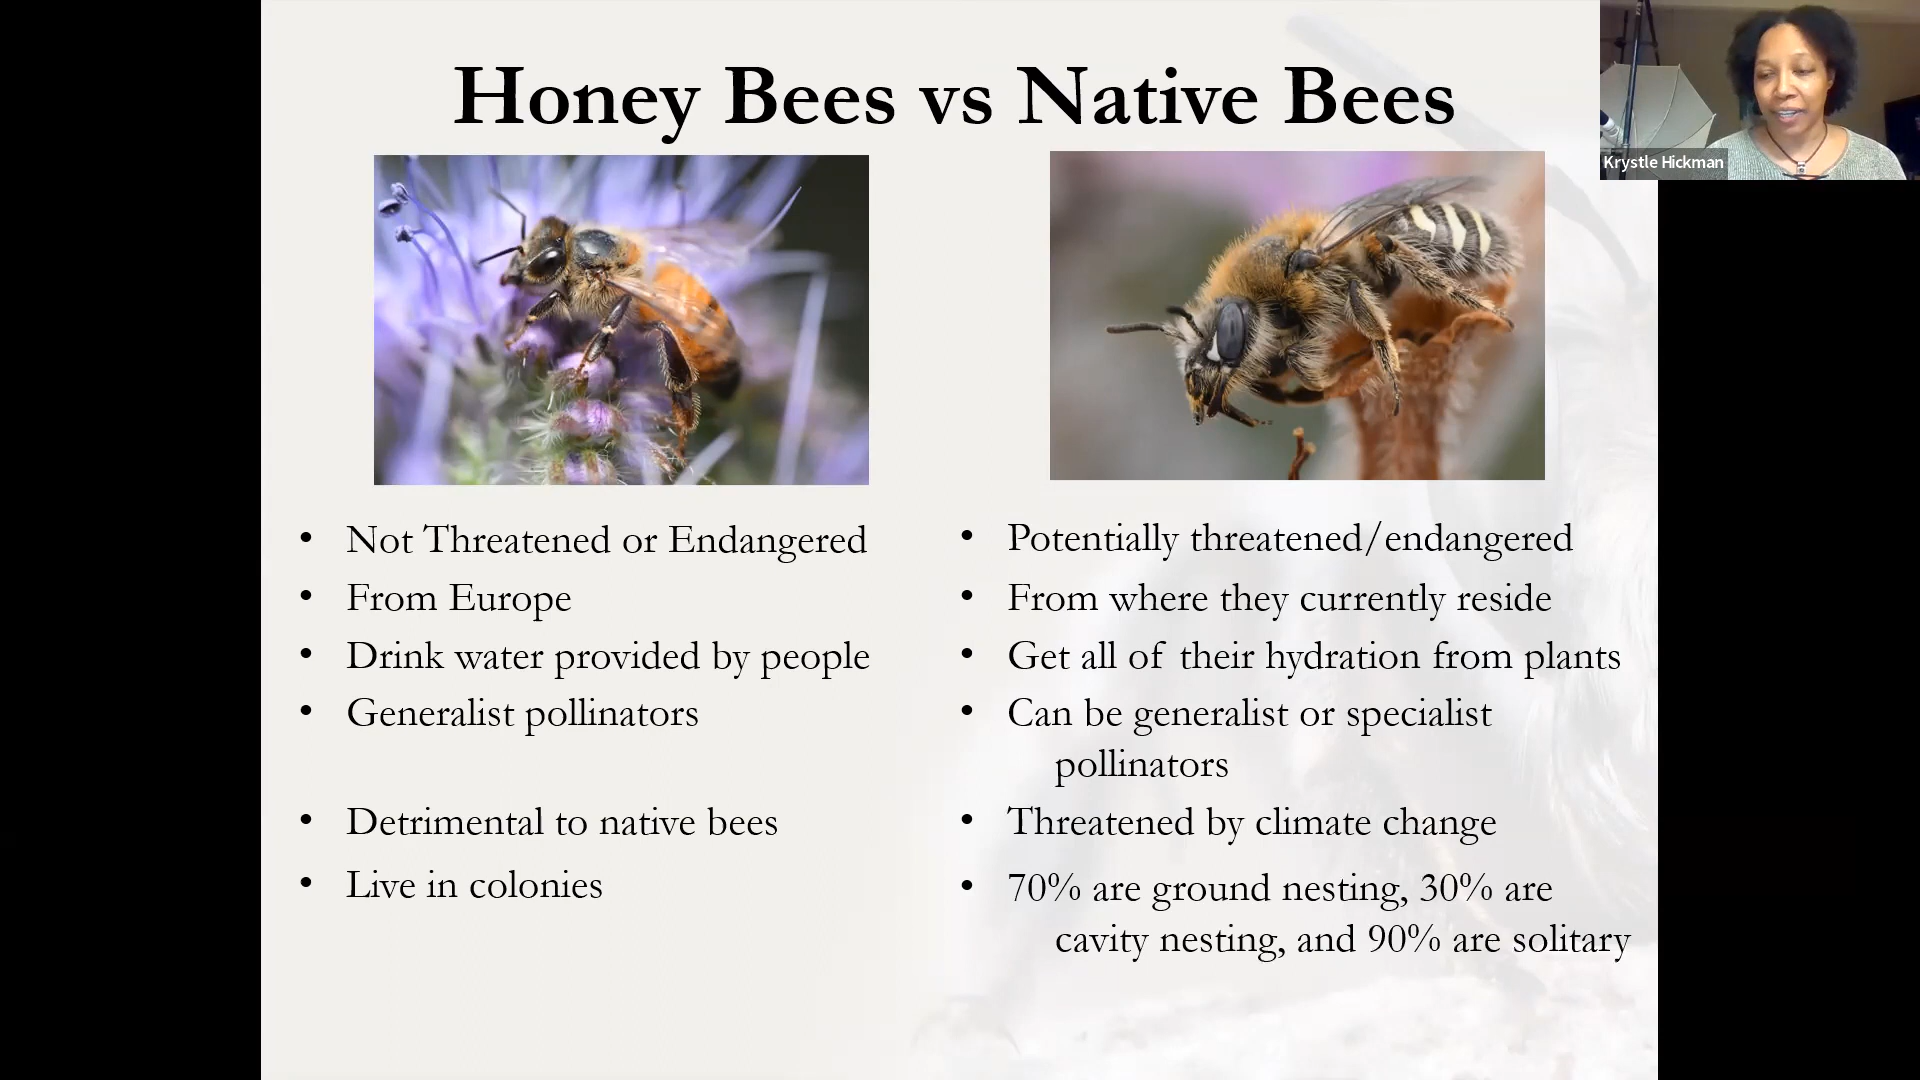 Honey Bees vs Native Bees
Krystle Hickman
• Not Threatened or Endangered
• From Europe
• Drink water provided by people
• Generalist pollinators
• Detrimental to native bees
• Live in colonies
• Potentially threatened/endangered
• From where they currently reside
• Get all of their hydration from plants
• Can be generalist or specialist
pollinators
• Threatened by climate change
• 70% are ground nesting, 30% are
cavity nesting, and 90% are solitary